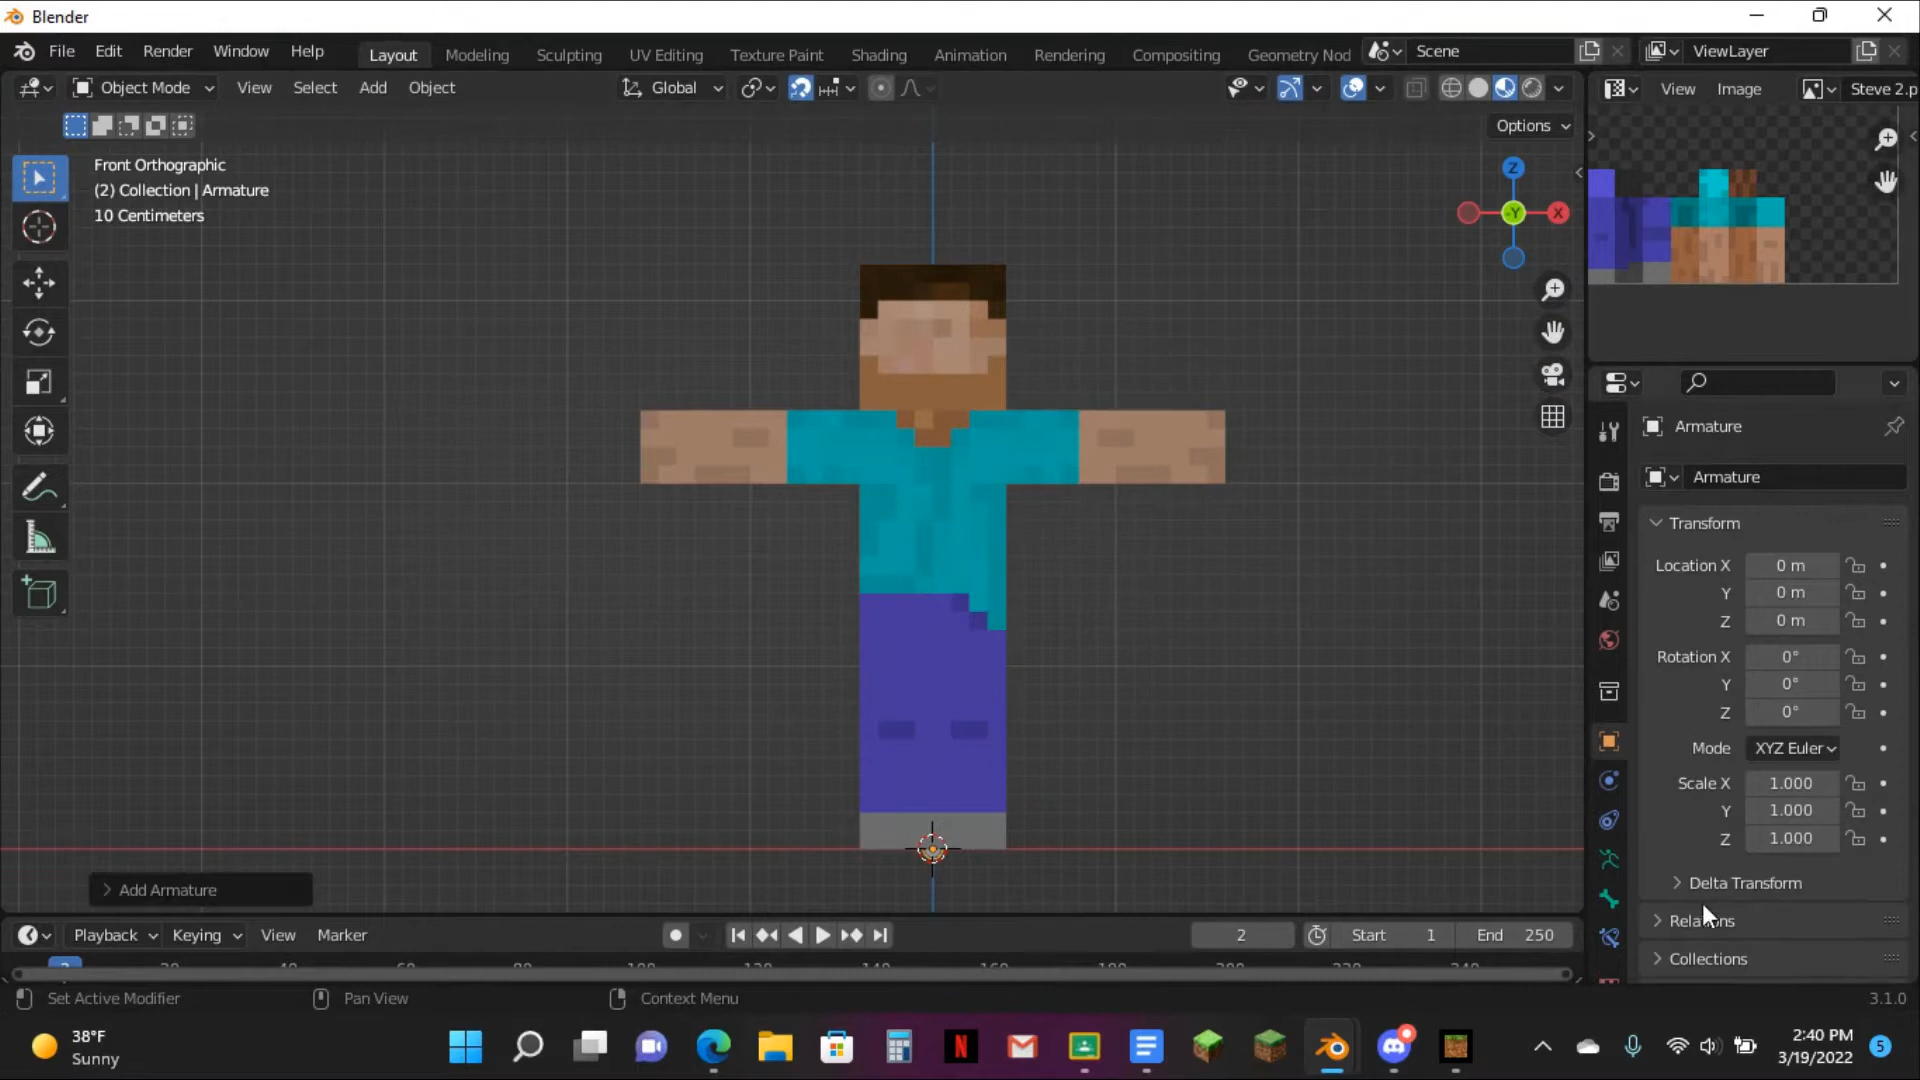 Blender
File Edit Render Window Help Layout Modeling Sculpting UV Editing Texture Paint Shading Animation Rendering Compositing Geometry Nod Scene ViewLayer
Object Mode View Select Add Object Global View Image Steve 2.p
Options
Front Orthographic
(2) Collection | Armature
10 Centimeters
Z
-Y X
Armature
Armature
Transform
Location X 0 m
Y 0 m
Z 0 m
Rotation X 0°
Y 0°
Z 0°
Mode XYZ Euler
Scale X 1.000
Y 1.000
Z 1.000
Delta Transform
Add Armature
Relations
Playback Keying View Marker 2 Start 1 End 250
Collections
Set Active Modifier Pan View Context Menu 3.1.0
38°F
Sunny
N
2:40 PM
3/19/2022
5